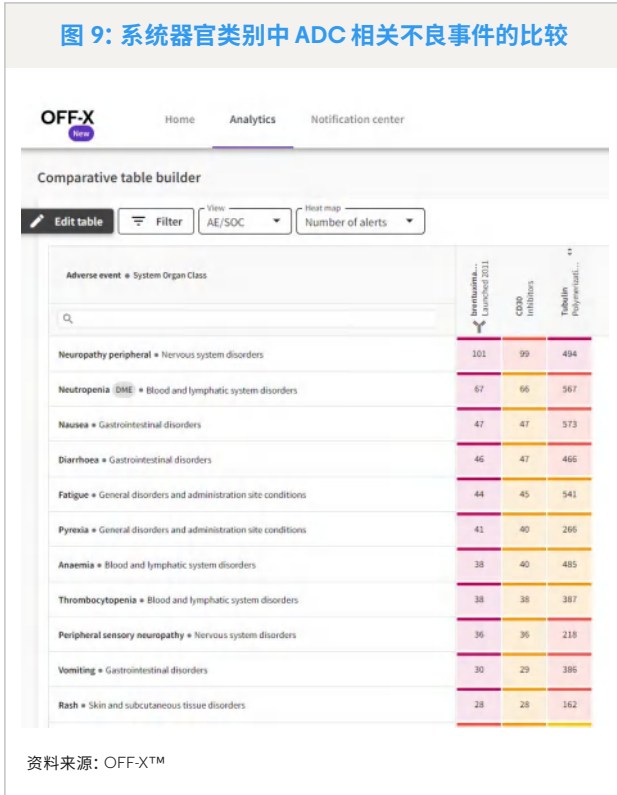 图 9: 系统器官类别中 ADC 相关不良事件的比较
OFF-X
New
Home Analytics Notification center
Comparative table builder
Edit table Filter View AE/SOC Heat map Number of alerts
Adverse event • System Organ Class
brentuxima...
Launched 2011
CD30
Inhibitors
Tubulin
Polymerizati...
Neuropathy peripheral • Nervous system disorders 101 99 494
Neutropenia DME • Blood and lymphatic system disorders 67 66 567
Nausea • Gastrointestinal disorders 47 47 573
Diarrhoea • Gastrointestinal disorders 46 47 466
Fatigue • General disorders and administration site conditions 44 45 541
Pyrexia • General disorders and administration site conditions 41 40 266
Anaemia • Blood and lymphatic system disorders 38 40 485
Thrombocytopenia • Blood and lymphatic system disorders 38 38 387
Peripheral sensory neuropathy • Nervous system disorders 36 36 218
Vomiting • Gastrointestinal disorders 30 29 386
Rash • Skin and subcutaneous tissue disorders 28 28 162
资料来源: OFF-X™